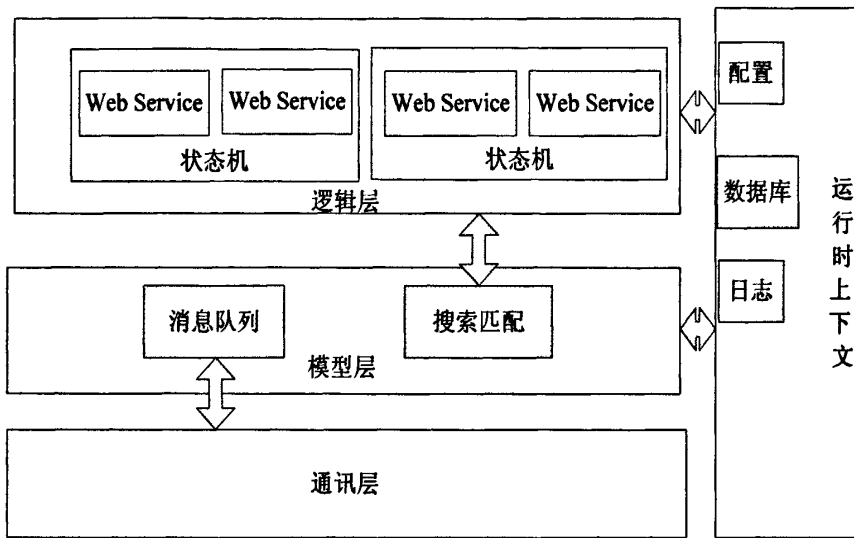 Web Service
Web Service
状态机
Web Service
Web Service
状态机
逻辑层
消息队列
搜索匹配
模型层
通讯层
配置
数据库
日志
运行时上下文